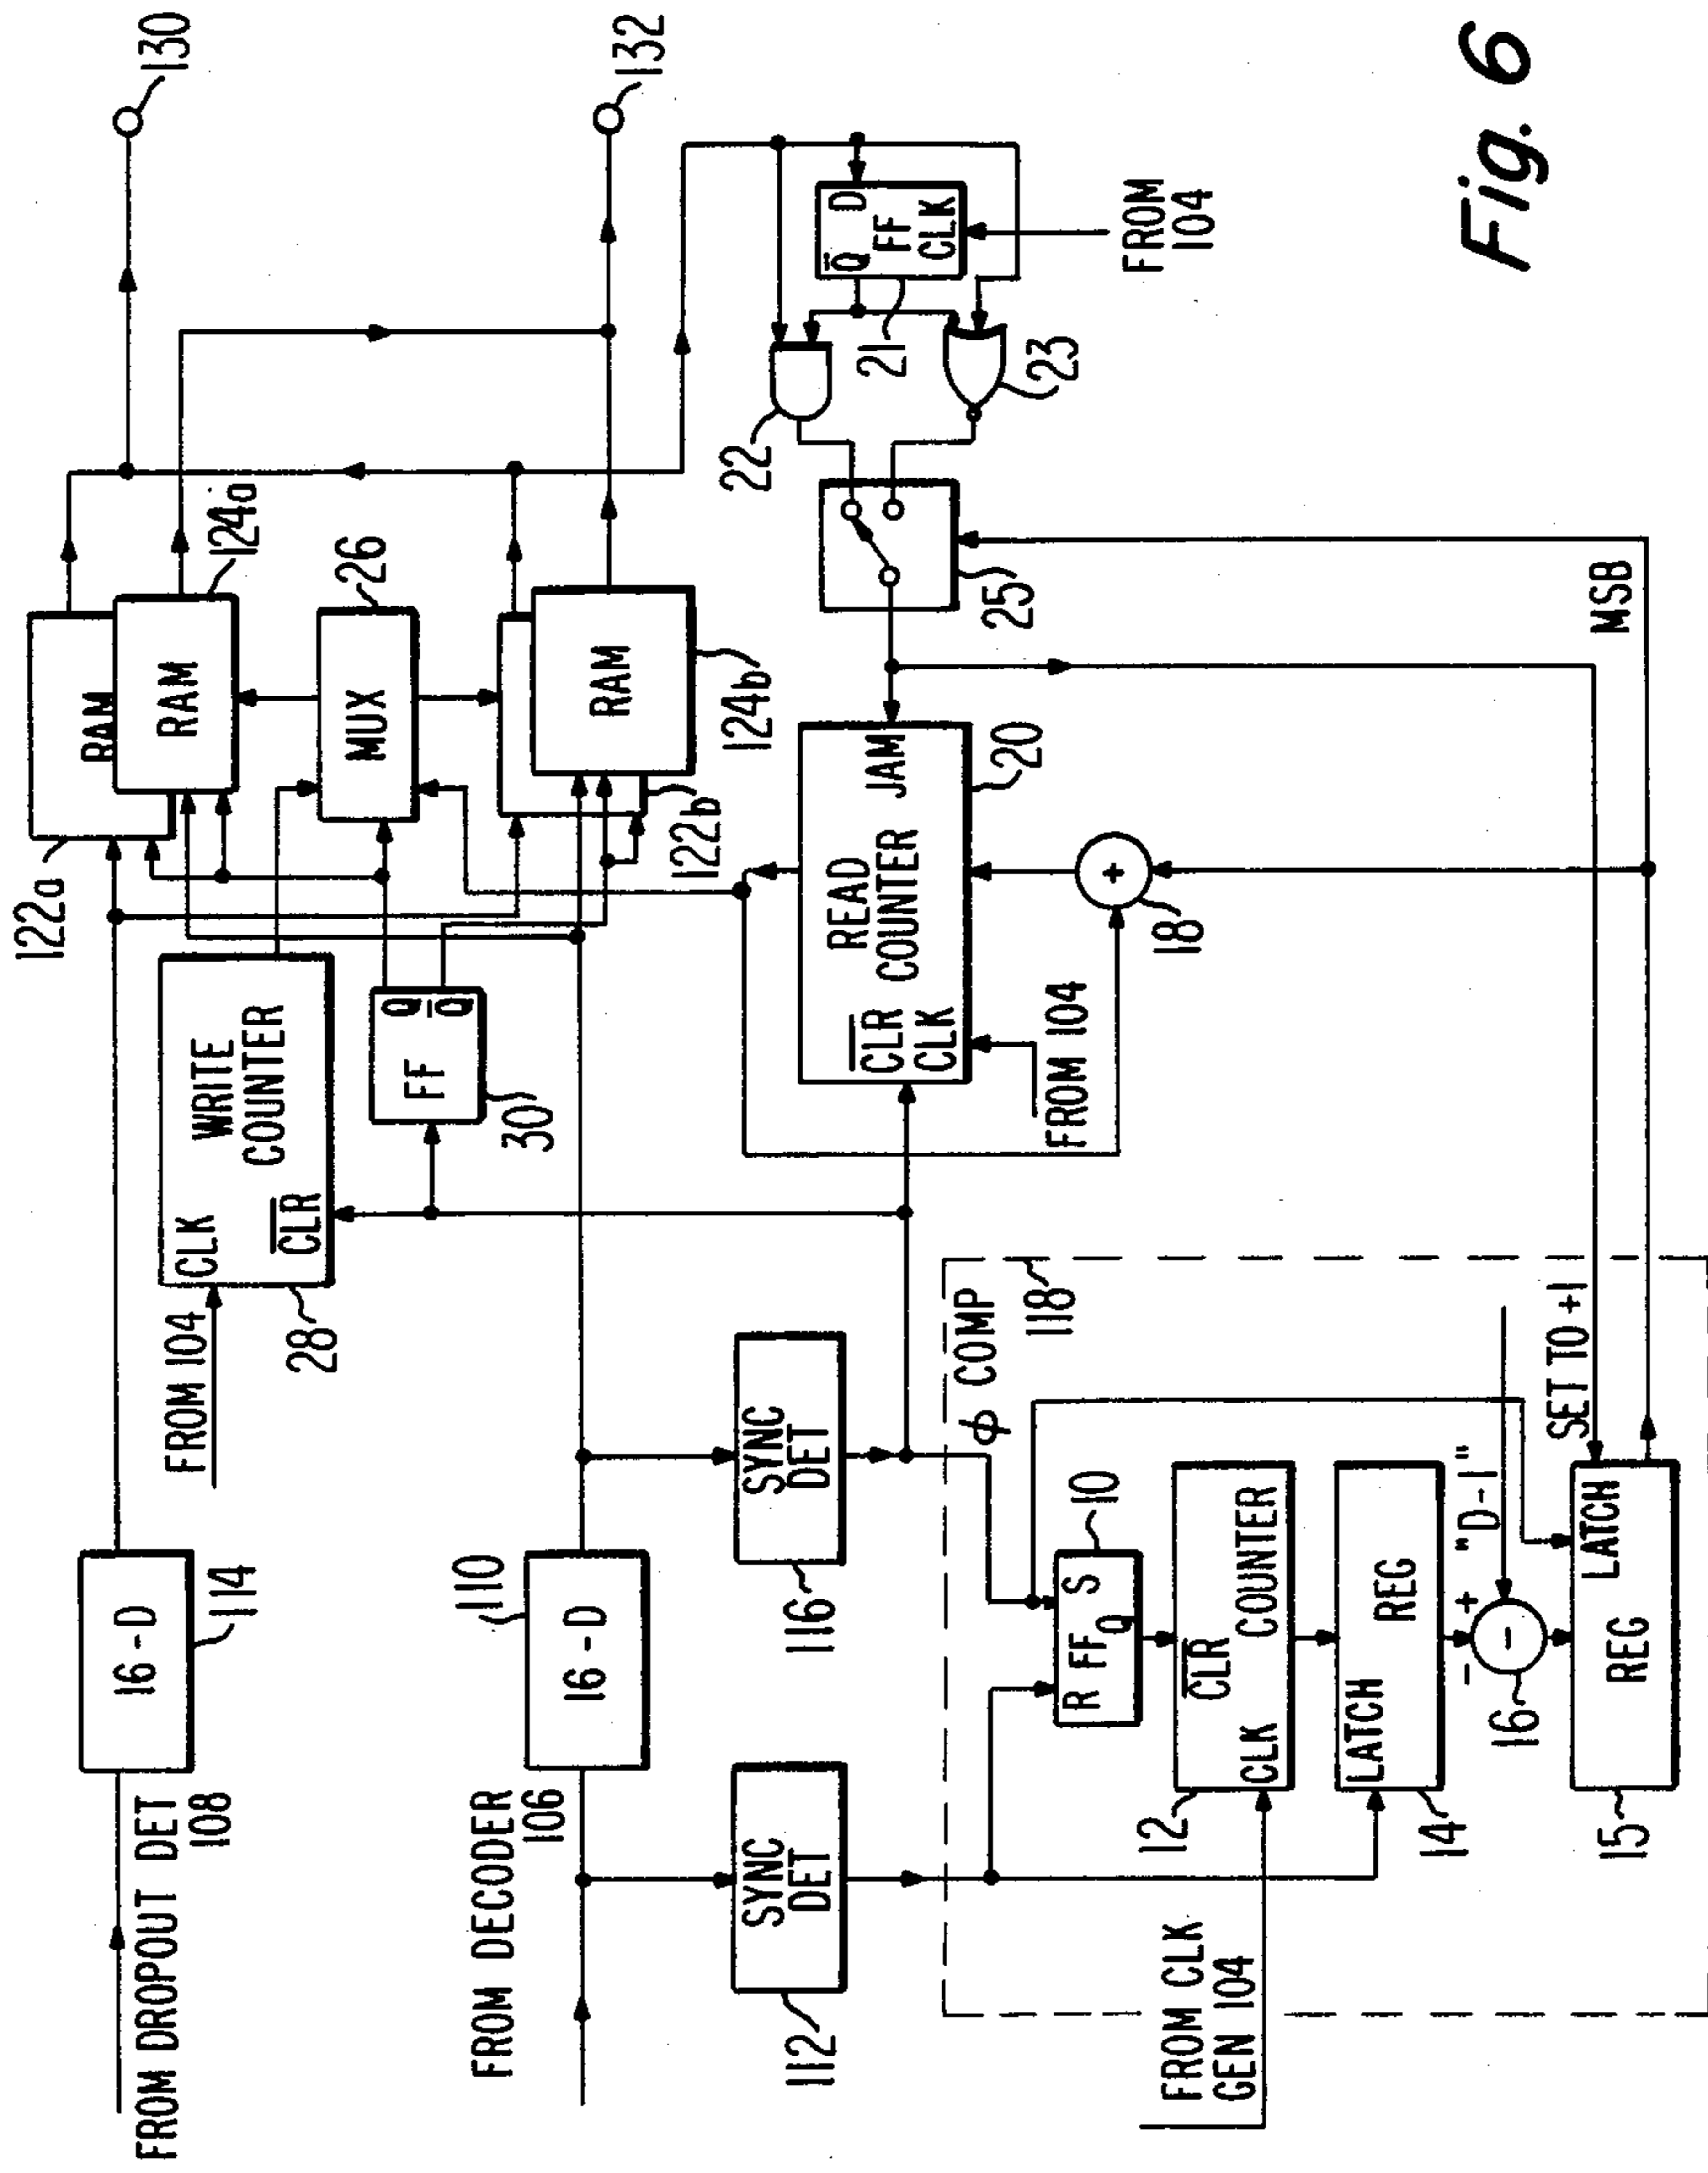 FROM DROPOUT DET
108
16-D
114
FROM 104
CLK
WRITE
COUNTER
CLR
28
122a
RAM
RAM
124a
130
FROM DECODER
106
110
16-D
FF
Q
Q
30
MUX
26
122b
RAM
124b
132
SYNC
DET
112
SYNC
DET
116
CLR
CLK
READ
COUNTER
JAM
20
FROM 104
18
+
22
25
21
Q
D
FF
CLK
23
FROM
104
MSB
φ COMP
118
R
FF
S
Q
10
FROM CLK
GEN 104
12
CLR
CLK
COUNTER
LATCH
REG
14
-
+
"D-1"
-
16
SET TO +1
LATCH
REG
15
Fig. 6